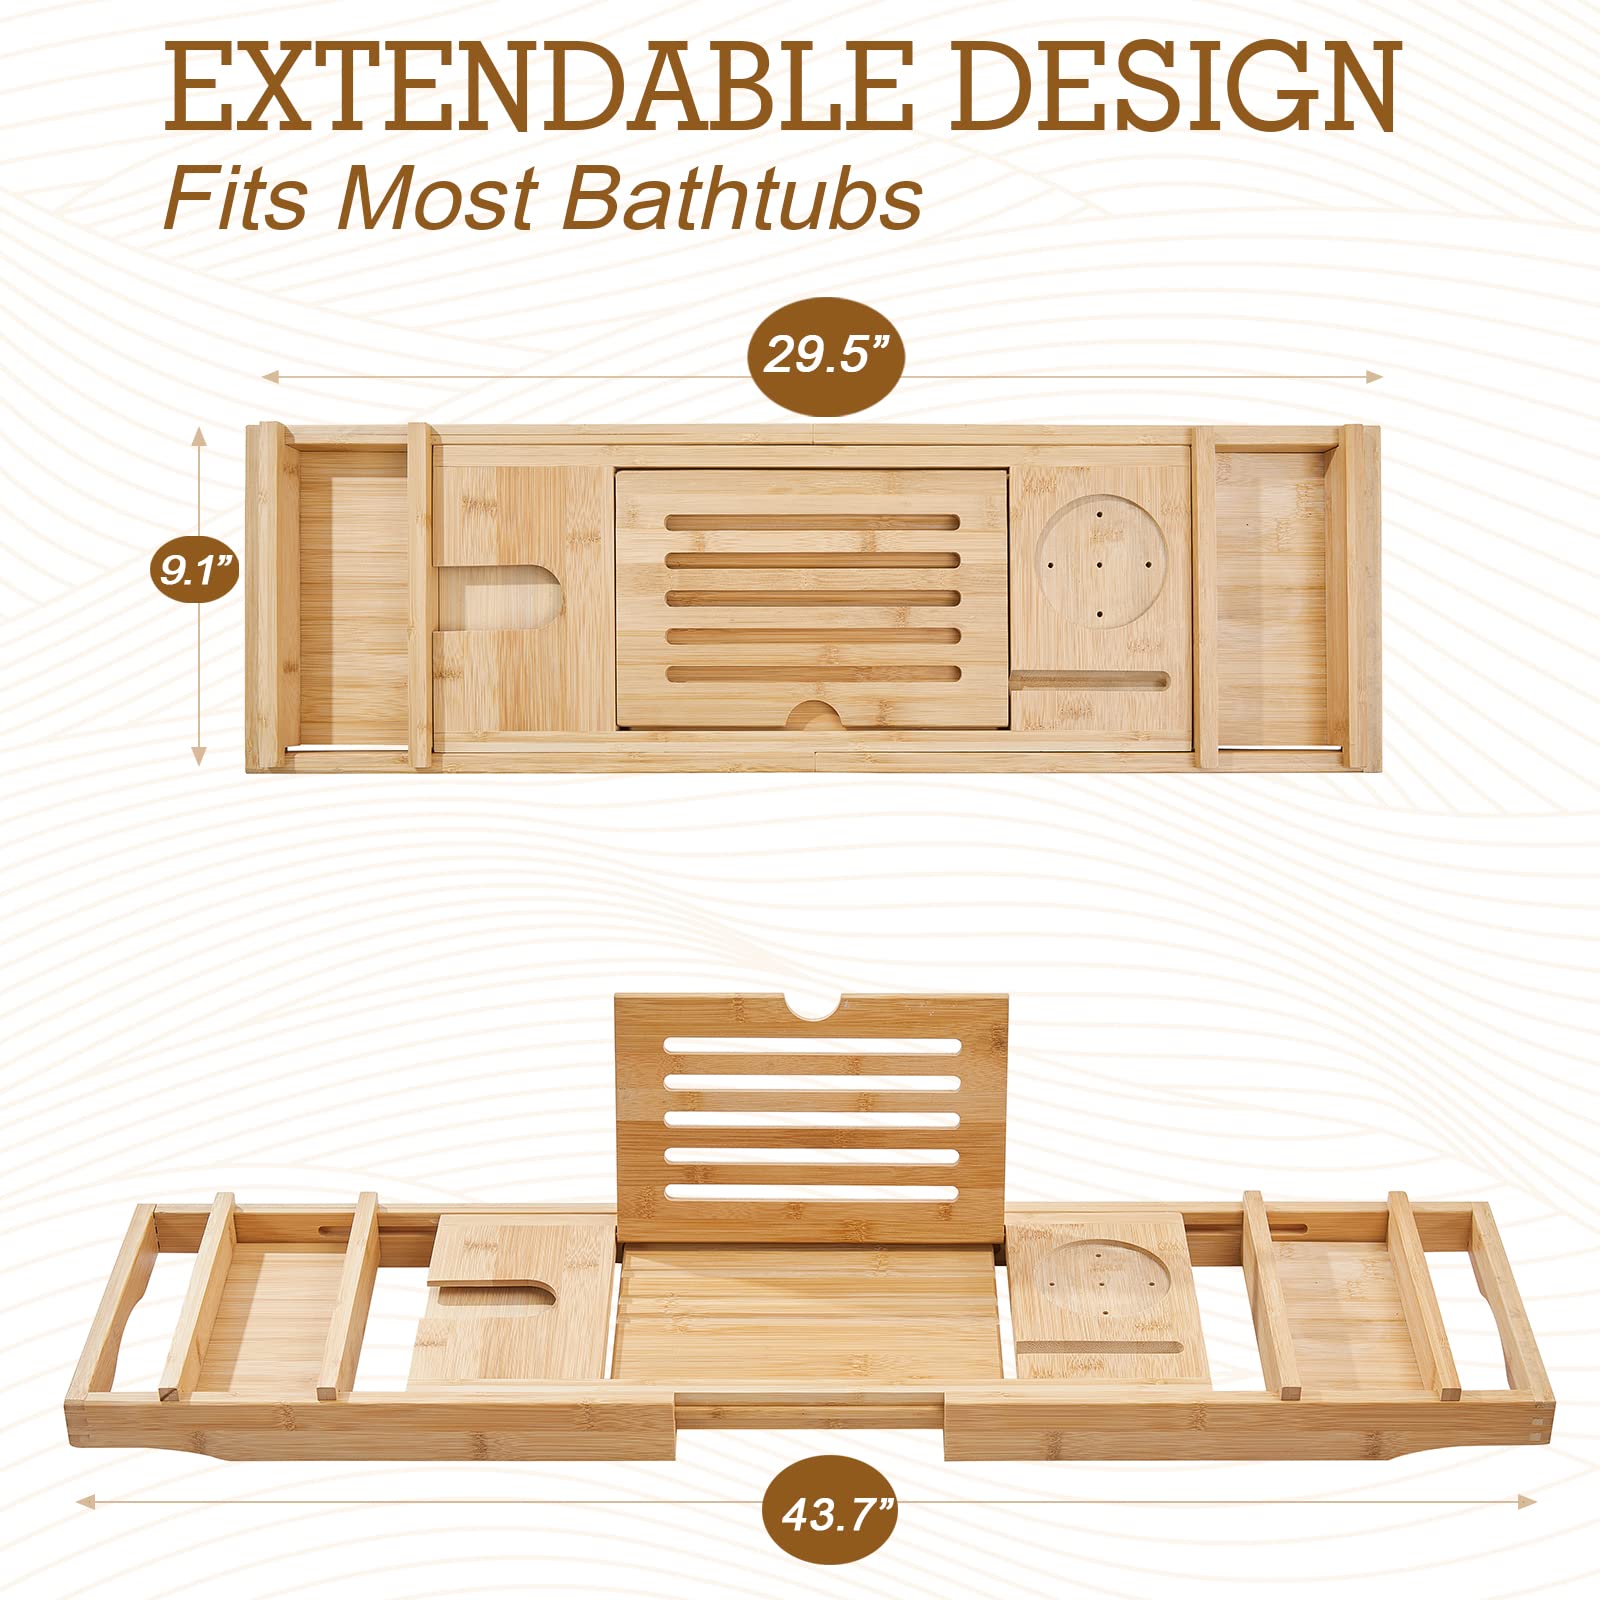 EXTENDABLE DESIGN
Fits Most Bathtubs
29.5”
9.1”
43.7”